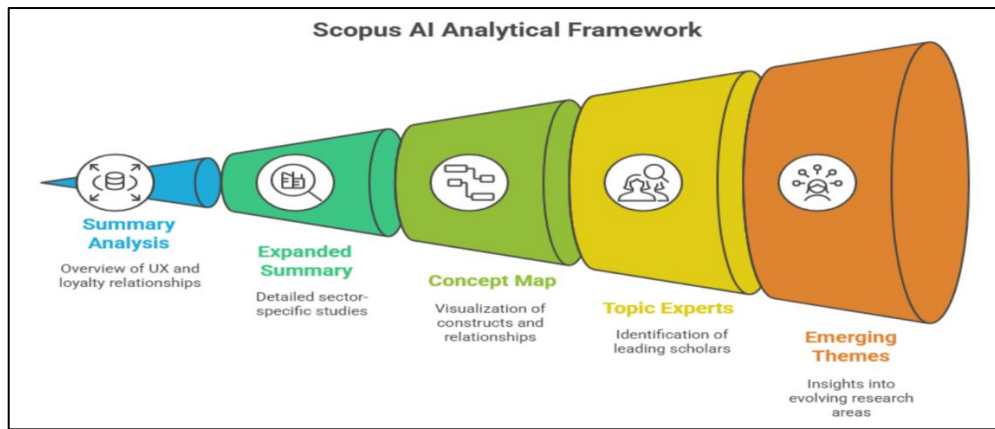 Scopus AI Analytical Framework
Summary
Analysis
Overview of UX and
loyalty relationships
Expanded
Summary
Detailed sector-
specific studies
Concept Map
Visualization of
constructs and
relationships
Topic Experts
Identification of
leading scholars
Emerging
Themes
Insights into
evolving research
areas